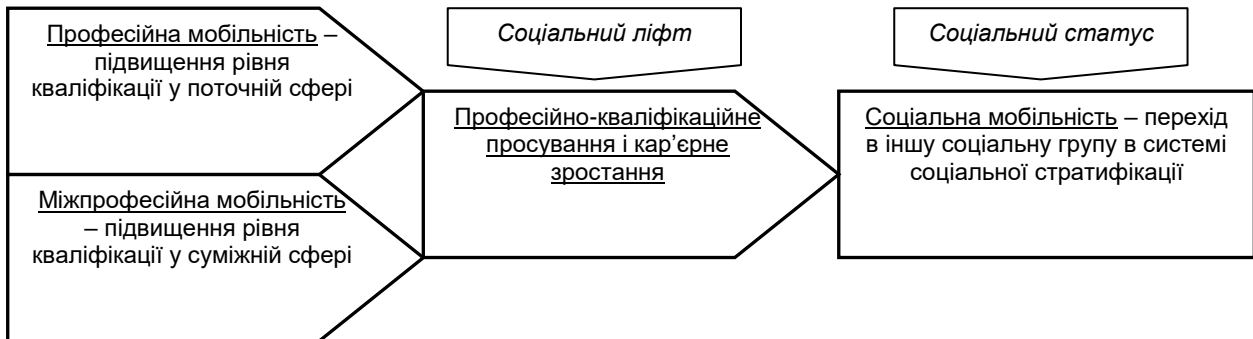 Професійна мобільність –
підвищення рівня
кваліфікації у поточній сфері
Міжпрофесійна мобільність
– підвищення рівня
кваліфікації у суміжній сфері
Соціальний ліфт
Професійно-кваліфікаційне
просування і кар’єрне
зростання
Соціальний статус
Соціальна мобільність – перехід
в іншу соціальну групу в системі
соціальної стратифікації